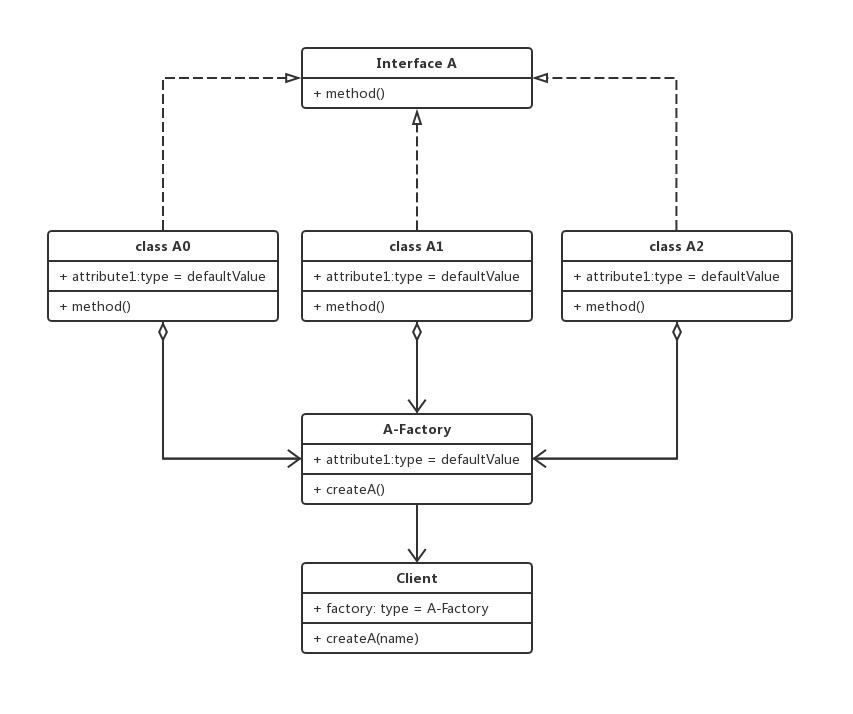 Interface A
+ method()
class A0
+ attribute1:type = defaultValue
+ method()
class A1
+ attribute1:type = defaultValue
+ method()
class A2
+ attribute1:type = defaultValue
+ method()
A-Factory
+ attribute1:type = defaultValue
+ createA()
Client
+ factory: type = A-Factory
+ createA(name)